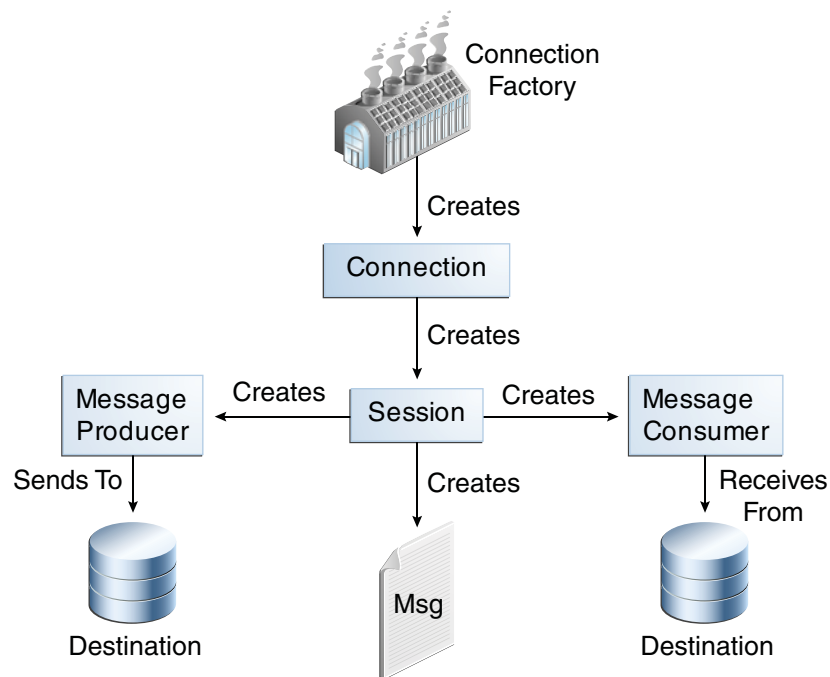 Connection
Factory
Creates
Connection
Creates
Message
Producer
Creates
Session
Creates
Message
Consumer
Sends To
Creates
Receives
From
Msg
Destination
Destination